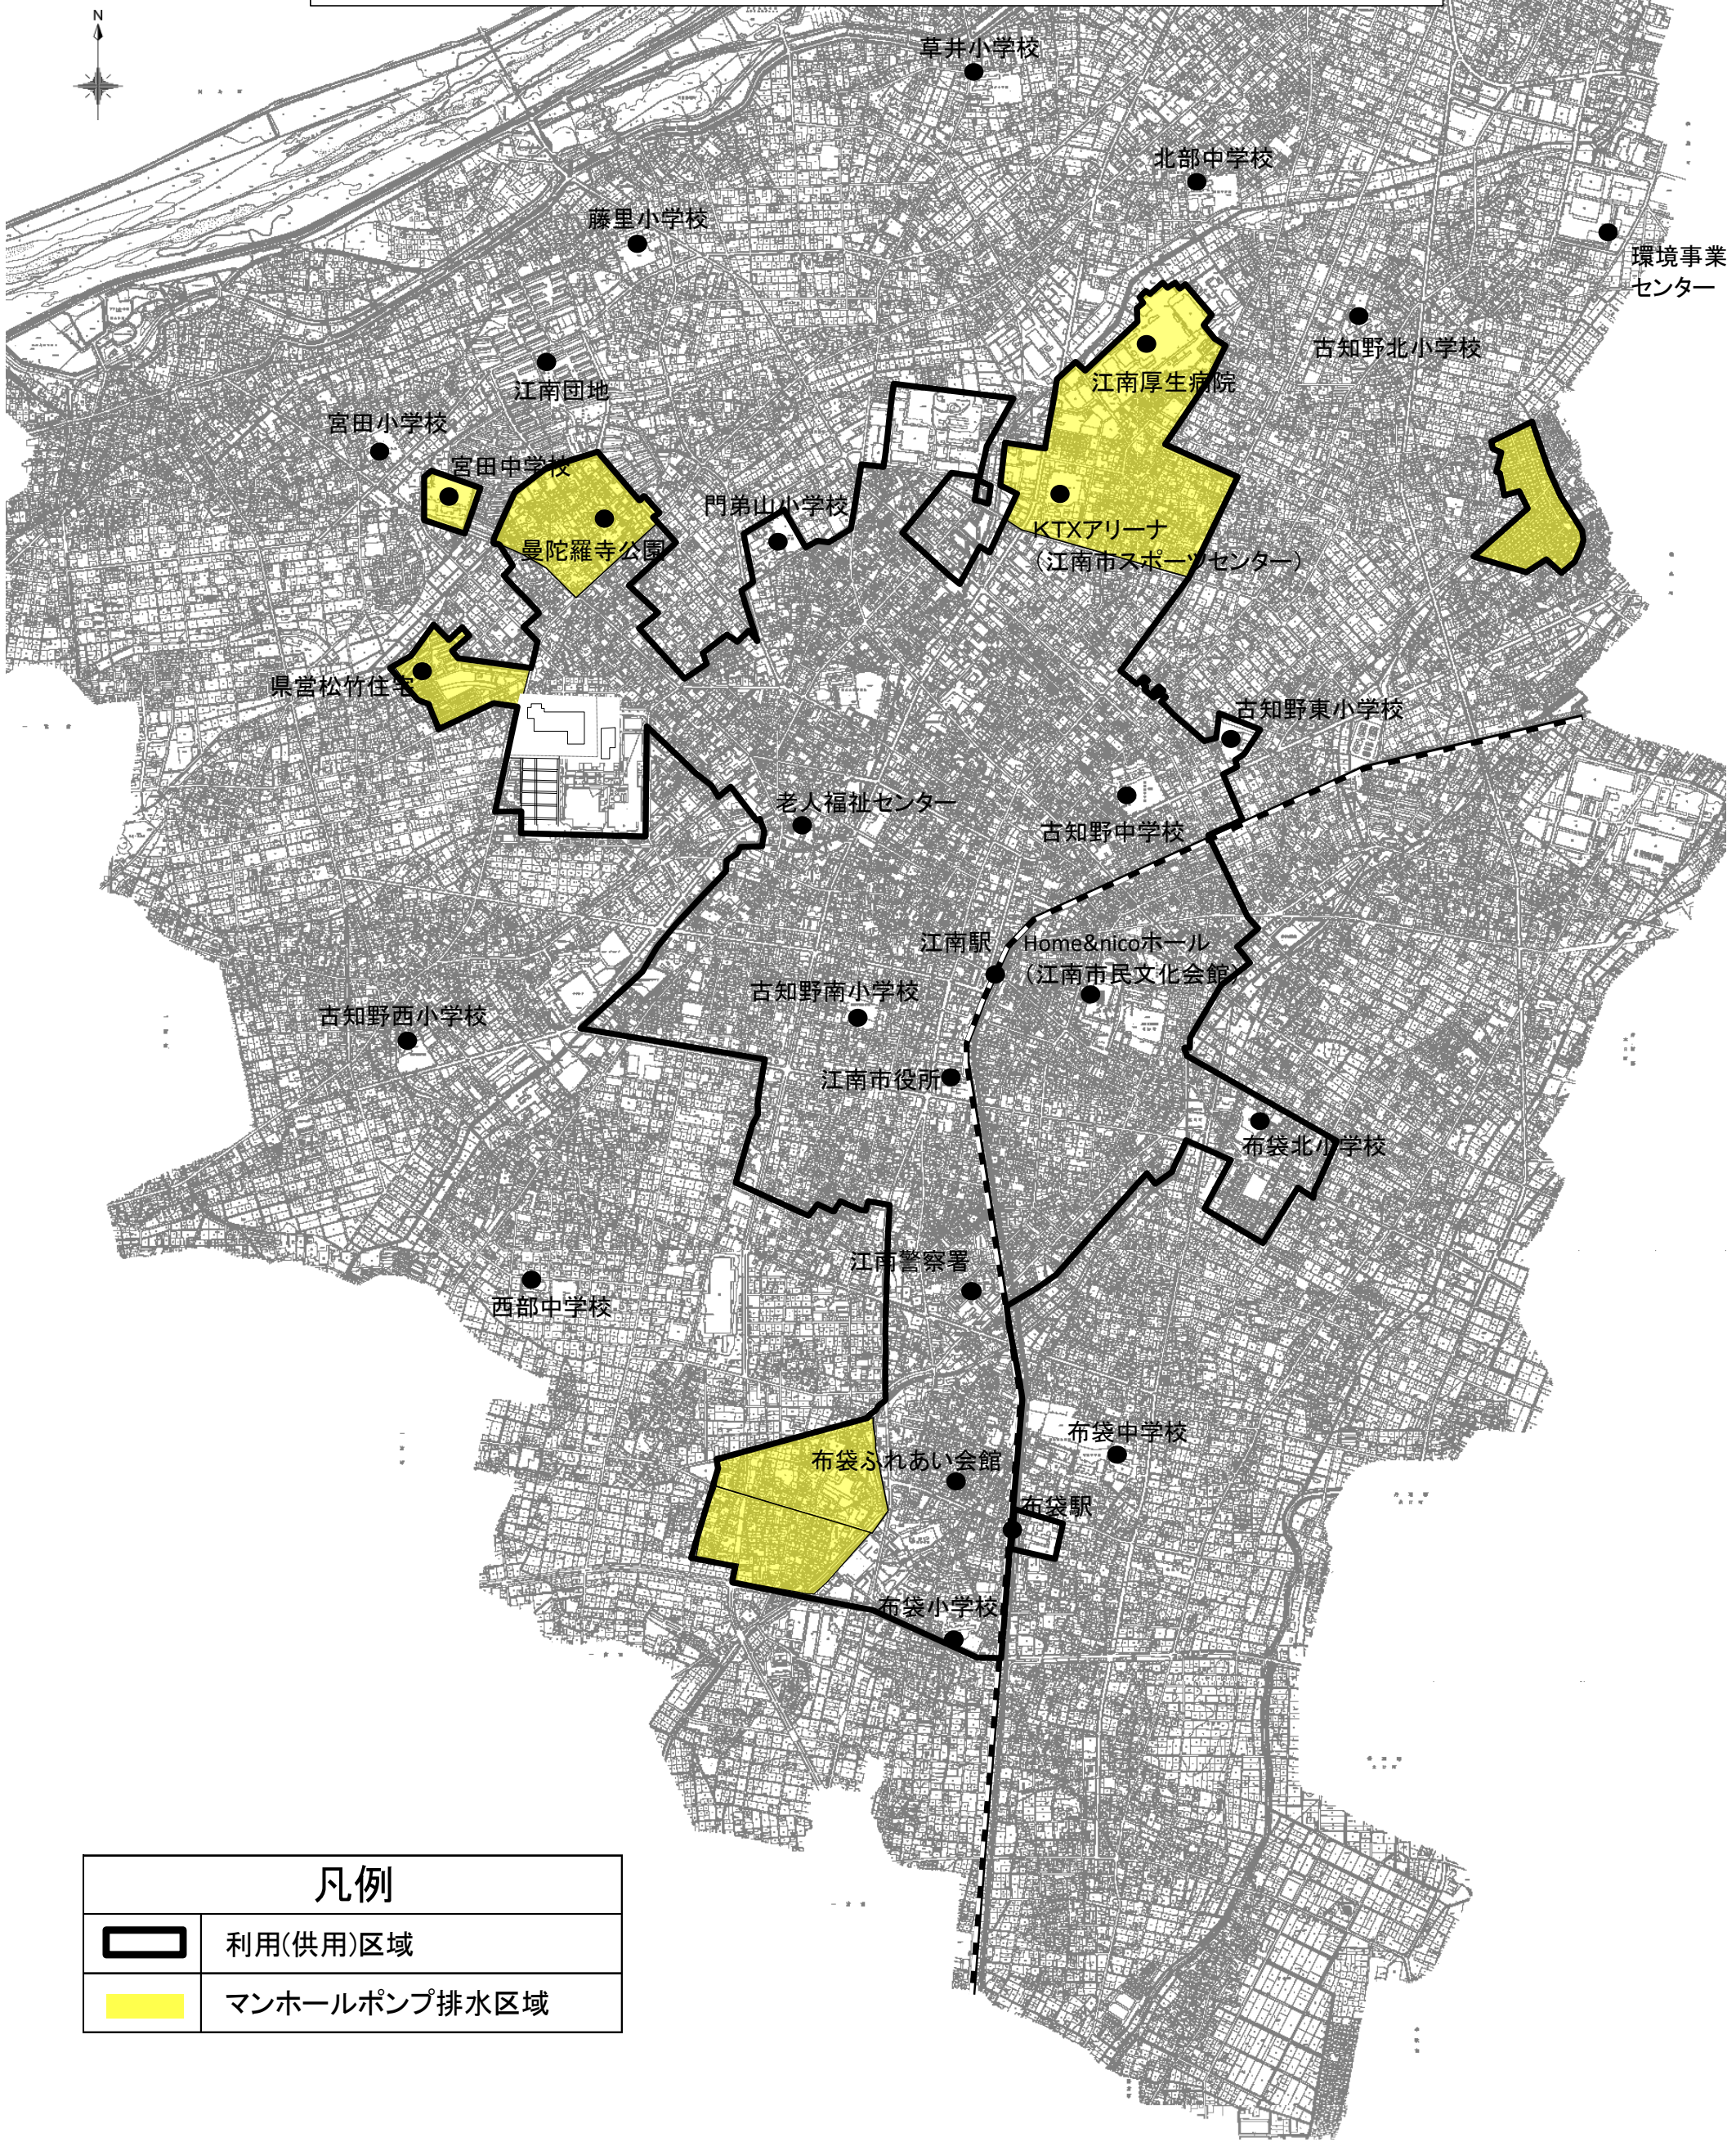 N
草井小学校
北部中学校
藤里小学校
環境事業
センター
古知野北小学校
江南厚生病院
江南団地
宮田小学校
宮田中学校
門弟山小学校
KTXアリーナ
(江南市スポーツセンター)
曼陀羅寺公園
県営松竹住宅
古知野東小学校
老人福祉センター
古知野中学校
江南駅
Home&nicoホール
(江南市民文化会館)
古知野南小学校
古知野西小学校
江南市役所
布袋北小学校
江南警察署
西部中学校
布袋中学校
布袋ふれあい会館
布袋駅
布袋小学校
凡例
利用(供用)区域
マンホールポンプ排水区域